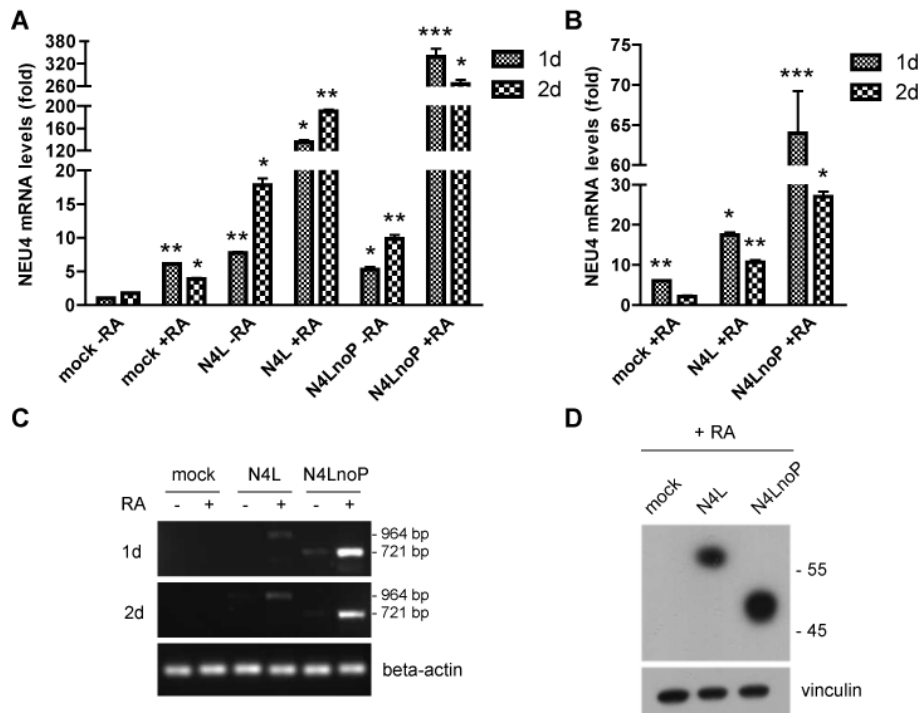 A
NEU4 mRNA levels (fold)
380
340
300
260
200
160
120
80
20
15
10
5
0
**
*
**
*
*
**
*
**
***
*
1d
2d
mock -RA
mock +RA
N4L -RA
N4L +RA
N4LnoP -RA
N4LnoP +RA
B
NEU4 mRNA levels (fold)
75
70
65
60
30
20
10
0
**
*
**
***
*
1d
2d
mock +RA
N4L +RA
N4LnoP +RA
C
mock N4L N4LnoP
RA - + - + - +
1d
- 964 bp
- 721 bp
2d
- 964 bp
- 721 bp
beta-actin
D
+ RA
mock
N4L
N4LnoP
- 55
- 45
vinculin